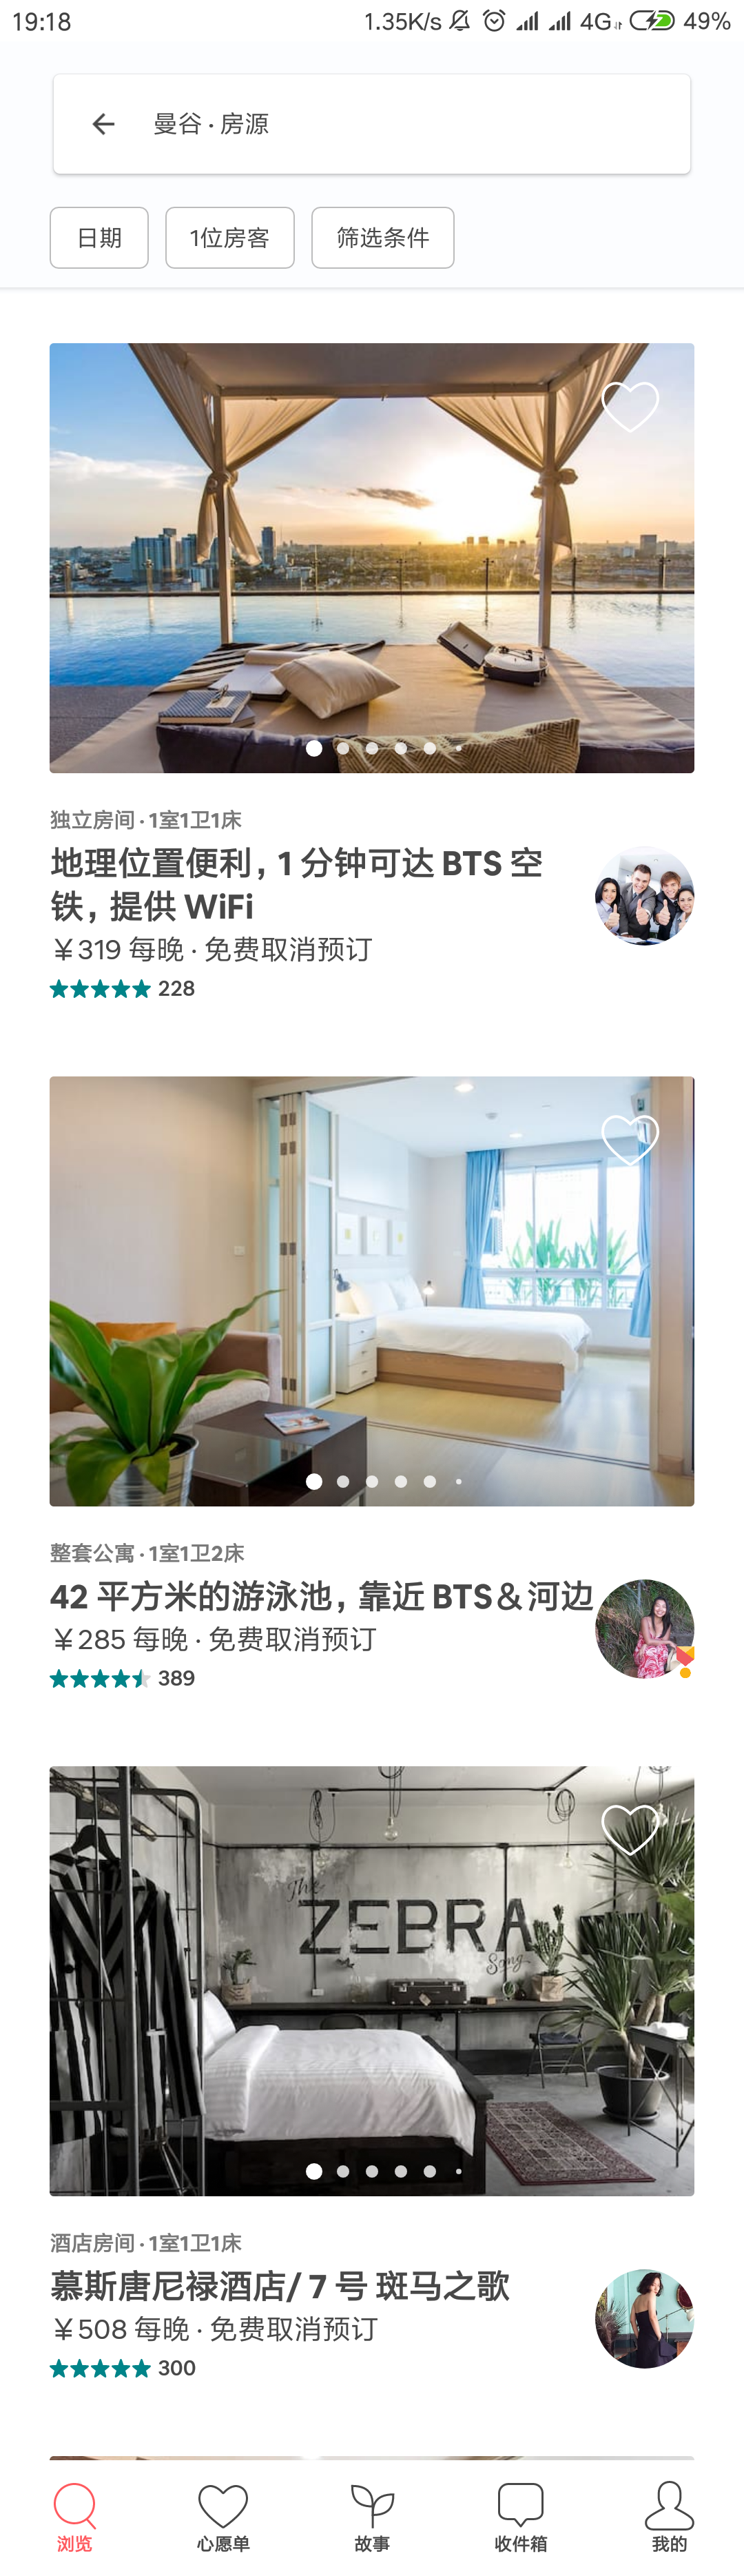 19:18
1.35K/s 4G 49%
曼谷 · 房源
日期
1位房客
筛选条件
独立房间 · 1室1卫1床
地理位置便利，1 分钟可达 BTS 空
铁，提供 WiFi
￥319 每晚 · 免费取消预订
228
整套公寓 · 1室1卫2床
42 平方米的游泳池，靠近 BTS＆河边
￥285 每晚 · 免费取消预订
389
The
ZEBRA
Song
酒店房间 · 1室1卫1床
慕斯唐尼禄酒店/ 7 号 斑马之歌
￥508 每晚 · 免费取消预订
300
浏览
心愿单
故事
收件箱
我的